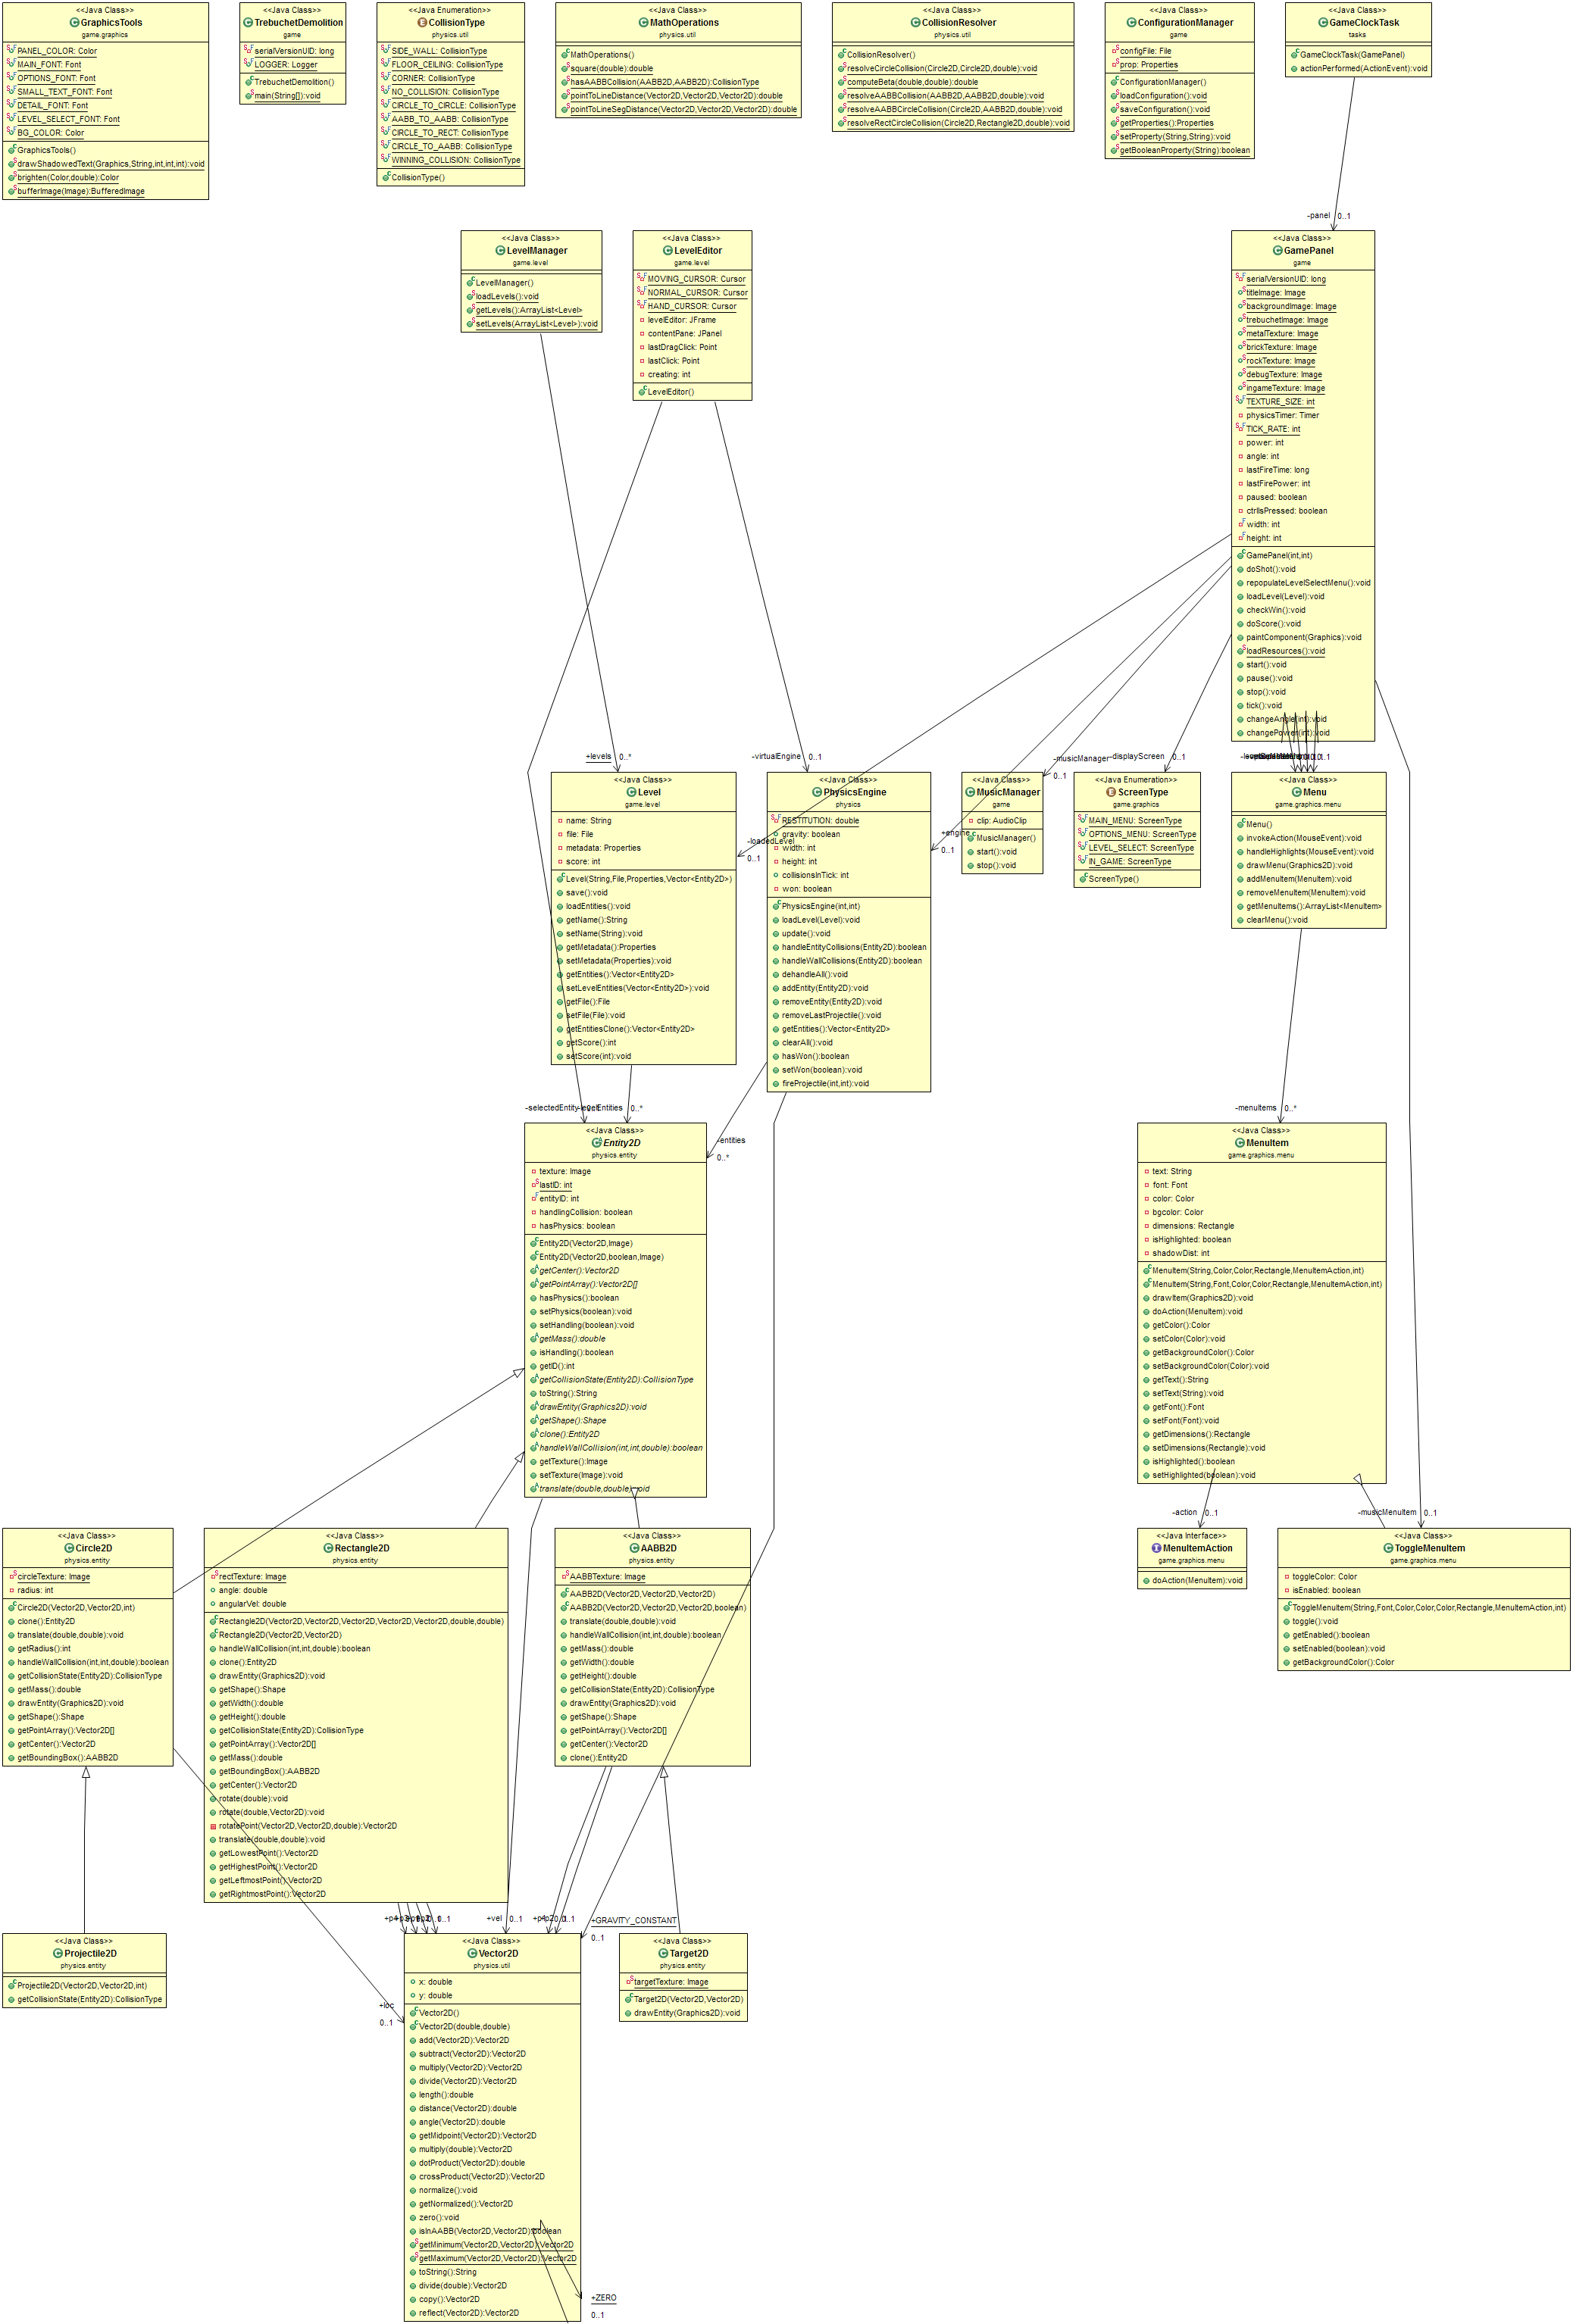 <<Java Class>>
GraphicsTools
game.graphics
PANEL_COLOR: Color
MAIN_FONT: Font
OPTIONS_FONT: Font
SMALL_TEXT_FONT: Font
DETAIL_FONT: Font
LEVEL_SELECT_FONT: Font
BG_COLOR: Color
GraphicsTools()
drawShadowedText(Graphics,String,int,int,int):void
brighten(Color,double):Color
bufferImage(Image):BufferedImage
<<Java Class>>
TrebuchetDemolition
game
serialVersionUID: long
LOGGER: Logger
TrebuchetDemolition()
main(String[]):void
<<Java Enumeration>>
CollisionType
physics.util
SIDE_WALL: CollisionType
FLOOR_CEILING: CollisionType
CORNER: CollisionType
NO_COLLISION: CollisionType
CIRCLE_TO_CIRCLE: CollisionType
AABB_TO_AABB: CollisionType
CIRCLE_TO_RECT: CollisionType
CIRCLE_TO_AABB: CollisionType
WINNING_COLLISION: CollisionType
CollisionType()
<<Java Class>>
MathOperations
physics.util
MathOperations()
square(double):double
hasAABBCollision(AABB2D,AABB2D):CollisionType
pointToLineDistance(Vector2D,Vector2D,Vector2D):double
pointToLineSegDistance(Vector2D,Vector2D,Vector2D):double
<<Java Class>>
CollisionResolver
physics.util
CollisionResolver()
resolveCircleCollision(Circle2D,Circle2D,double):void
computeBeta(double,double):double
resolveAABBCollision(AABB2D,AABB2D,double):void
resolveAABBCircleCollision(Circle2D,AABB2D,double):void
resolveRectCircleCollision(Circle2D,Rectangle2D,double):void
<<Java Class>>
ConfigurationManager
game
configFile: File
prop: Properties
ConfigurationManager()
loadConfiguration():void
saveConfiguration():void
getProperties():Properties
setProperty(String,String):void
getBooleanProperty(String):boolean
<<Java Class>>
GameClockTask
tasks
GameClockTask(GamePanel)
actionPerformed(ActionEvent):void
-panel
0..1
<<Java Class>>
LevelManager
game.level
LevelManager()
loadLevels():void
getLevels():ArrayList<Level>
setLevels(ArrayList<Level>):void
<<Java Class>>
LevelEditor
game.level
MOVING_CURSOR: Cursor
NORMAL_CURSOR: Cursor
HAND_CURSOR: Cursor
levelEditor: JFrame
contentPane: JPanel
lastDragClick: Point
lastClick: Point
creating: int
LevelEditor()
<<Java Class>>
GamePanel
game
serialVersionUID: long
titleImage: Image
backgroundImage: Image
trebuchetImage: Image
metalTexture: Image
brickTexture: Image
rockTexture: Image
debugTexture: Image
ingameTexture: Image
TEXTURE_SIZE: int
physicsTimer: Timer
TICK_RATE: int
power: int
angle: int
lastFireTime: long
lastFirePower: int
paused: boolean
ctrlIsPressed: boolean
width: int
height: int
GamePanel(int,int)
doShot():void
repopulateLevelSelectMenu():void
loadLevel(Level):void
checkWin():void
doScore():void
paintComponent(Graphics):void
loadResources():void
start():void
pause():void
stop():void
tick():void
changeAngle(int):void
changePower(int):void
+levels
0..*
-virtualEngine
0..1
-musicManager
0..1
-displayScreen
0..1
<<Java Class>>
Level
game.level
name: String
file: File
metadata: Properties
score: int
Level(String,File,Properties,Vector<Entity2D>)
save():void
loadEntities():void
getName():String
setName(String):void
getMetadata():Properties
setMetadata(Properties):void
getEntities():Vector<Entity2D>
setLevelEntities(Vector<Entity2D>):void
getFile():File
setFile(File):void
getEntitiesClone():Vector<Entity2D>
getScore():int
setScore(int):void
-loadedLevel
0..1
<<Java Class>>
PhysicsEngine
physics
RESTITUTION: double
gravity: boolean
width: int
height: int
collisionsInTick: int
won: boolean
PhysicsEngine(int,int)
loadLevel(Level):void
update():void
handleEntityCollisions(Entity2D):boolean
handleWallCollisions(Entity2D):boolean
dehandleAll():void
addEntity(Entity2D):void
removeEntity(Entity2D):void
removeLastProjectile():void
getEntities():Vector<Entity2D>
clearAll():void
hasWon():boolean
setWon(boolean):void
fireProjectile(int,int):void
+engine
0..1
<<Java Class>>
MusicManager
game
clip: AudioClip
MusicManager()
start():void
stop():void
<<Java Enumeration>>
ScreenType
game.graphics
MAIN_MENU: ScreenType
OPTIONS_MENU: ScreenType
LEVEL_SELECT: ScreenType
IN_GAME: ScreenType
ScreenType()
<<Java Class>>
Menu
game.graphics.menu
Menu()
invokeAction(MouseEvent):void
handleHighlights(MouseEvent):void
drawMenu(Graphics2D):void
addMenuItem(MenuItem):void
removeMenuItem(MenuItem):void
getMenuItems():ArrayList<MenuItem>
clearMenu():void
-selectedEntity
0..*
-entities
0..*
-menuItems
0..*
<<Java Class>>
Entity2D
physics.entity
texture: Image
lastID: int
entityID: int
handlingCollision: boolean
hasPhysics: boolean
Entity2D(Vector2D,Image)
Entity2D(Vector2D,boolean,Image)
getCenter():Vector2D
getPointArray():Vector2D[]
hasPhysics():boolean
setPhysics(boolean):void
setHandling(boolean):void
getMass():double
isHandling():boolean
getID():int
getCollisionState(Entity2D):CollisionType
toString():String
drawEntity(Graphics2D):void
getShape():Shape
clone():Entity2D
handleWallCollision(int,int,double):boolean
getTexture():Image
setTexture(Image):void
translate(double,double):void
<<Java Class>>
MenuItem
game.graphics.menu
text: String
font: Font
color: Color
bgcolor: Color
dimensions: Rectangle
isHighlighted: boolean
shadowDist: int
MenuItem(String,Color,Color,Rectangle,MenuItemAction,int)
MenuItem(String,Font,Color,Color,Rectangle,MenuItemAction,int)
drawItem(Graphics2D):void
doAction(MenuItem):void
getColor():Color
setColor(Color):void
getBackgroundColor():Color
setBackgroundColor(Color):void
getText():String
setText(String):void
getFont():Font
setFont(Font):void
getDimensions():Rectangle
setDimensions(Rectangle):void
isHighlighted():boolean
setHighlighted(boolean):void
-action
0..1
-musicMenuItem
0..1
<<Java Class>>
Circle2D
physics.entity
circleTexture: Image
radius: int
Circle2D(Vector2D,Vector2D,int)
clone():Entity2D
translate(double,double):void
getRadius():int
handleWallCollision(int,int,double):boolean
getCollisionState(Entity2D):CollisionType
getMass():double
drawEntity(Graphics2D):void
getShape():Shape
getPointArray():Vector2D[]
getCenter():Vector2D
getBoundingBox():AABB2D
<<Java Class>>
Rectangle2D
physics.entity
rectTexture: Image
angle: double
angularVel: double
Rectangle2D(Vector2D,Vector2D,Vector2D,Vector2D,Vector2D,double,double)
Rectangle2D(Vector2D,Vector2D)
handleWallCollision(int,int,double):boolean
clone():Entity2D
drawEntity(Graphics2D):void
getShape():Shape
getWidth():double
getHeight():double
getCollisionState(Entity2D):CollisionType
getPointArray():Vector2D[]
getMass():double
getBoundingBox():AABB2D
getCenter():Vector2D
rotate(double):void
rotate(double,Vector2D):void
rotatePoint(Vector2D,Vector2D,double):Vector2D
translate(double,double):void
getLowestPoint():Vector2D
getHighestPoint():Vector2D
getLeftmostPoint():Vector2D
getRightmostPoint():Vector2D
<<Java Class>>
AABB2D
physics.entity
AABBTexture: Image
AABB2D(Vector2D,Vector2D,Vector2D)
AABB2D(Vector2D,Vector2D,Vector2D,boolean)
translate(double,double):void
handleWallCollision(int,int,double):boolean
getMass():double
getWidth():double
getHeight():double
getCollisionState(Entity2D):CollisionType
drawEntity(Graphics2D):void
getShape():Shape
getPointArray():Vector2D[]
getCenter():Vector2D
clone():Entity2D
<<Java Interface>>
MenuItemAction
game.graphics.menu
doAction(MenuItem):void
<<Java Class>>
ToggleMenuItem
game.graphics.menu
toggleColor: Color
isEnabled: boolean
ToggleMenuItem(String,Font,Color,Color,Color,Rectangle,MenuItemAction,int)
toggle():void
getEnabled():boolean
setEnabled(boolean):void
getBackgroundColor():Color
+vel
0..1
+GRAVITY_CONSTANT
0..1
<<Java Class>>
Projectile2D
physics.entity
Projectile2D(Vector2D,Vector2D,int)
getCollisionState(Entity2D):CollisionType
+loc
0..1
<<Java Class>>
Vector2D
physics.util
x: double
y: double
Vector2D()
Vector2D(double,double)
add(Vector2D):Vector2D
subtract(Vector2D):Vector2D
multiply(Vector2D):Vector2D
divide(Vector2D):Vector2D
length():double
distance(Vector2D):double
angle(Vector2D):double
getMidpoint(Vector2D):Vector2D
multiply(double):Vector2D
dotProduct(Vector2D):double
crossProduct(Vector2D):Vector2D
normalize():void
getNormalized():Vector2D
zero():void
isInAABB(Vector2D,Vector2D):boolean
getMinimum(Vector2D,Vector2D):Vector2D
getMaximum(Vector2D,Vector2D):Vector2D
toString():String
divide(double):Vector2D
copy():Vector2D
reflect(Vector2D):Vector2D
<<Java Class>>
Target2D
physics.entity
targetTexture: Image
Target2D(Vector2D,Vector2D)
drawEntity(Graphics2D):void
+ZERO
0..1